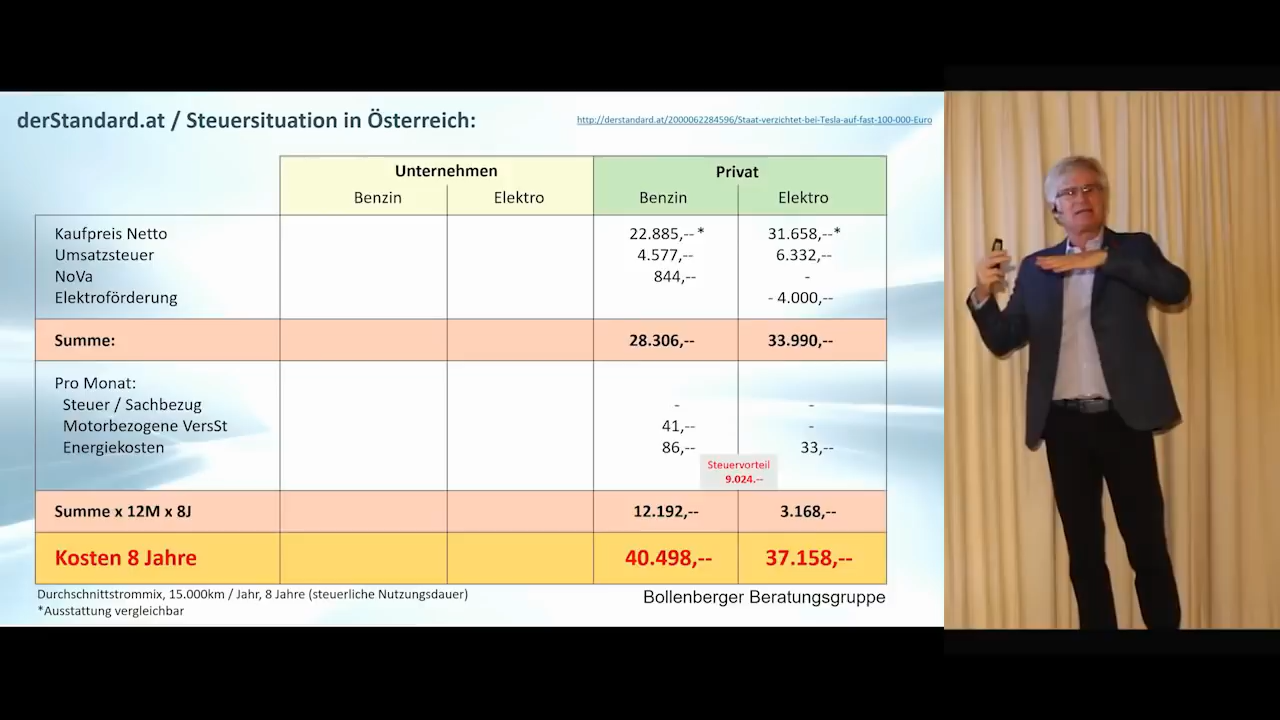 derStandard.at / Steuersituation in Österreich:
http://derstandard.at/2000062284596/Staat-verzichtet-bei-Tesla-auf-fast-100-000-Euro
Unternehmen Privat
Benzin Elektro Benzin Elektro
Kaufpreis Netto 22.885,-- * 31.658,--*
Umsatzsteuer 4.577,-- 6.332,--
NoVa 844,-- -
Elektroförderung - 4.000,--
Summe: 28.306,-- 33.990,--
Pro Monat:
Steuer / Sachbezug - -
Motorbezogene VersSt 41,-- -
Energiekosten 86,-- 33,--
Steuervorteil
9.024.--
Summe x 12M x 8J 12.192,-- 3.168,--
Kosten 8 Jahre 40.498,-- 37.158,--
Durchschnittstrommix, 15.000km / Jahr, 8 Jahre (steuerliche Nutzungsdauer)
*Ausstattung vergleichbar
Bollenberger Beratungsgruppe